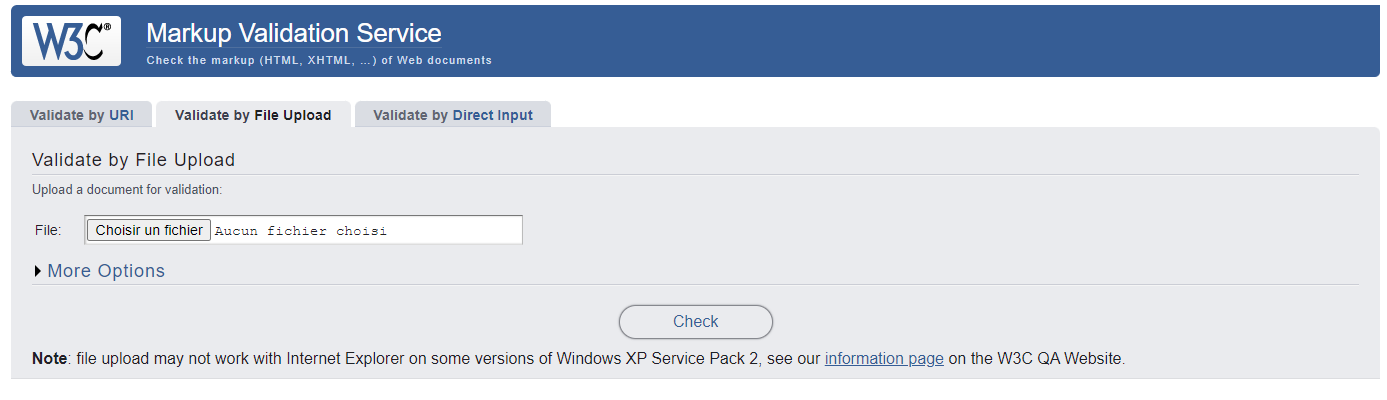 W3C® Markup Validation Service
Check the markup (HTML, XHTML, …) of Web documents
Validate by URI Validate by File Upload Validate by Direct Input
Validate by File Upload
Upload a document for validation:
File: Choisir un fichier Aucun fichier choisi
More Options
Check
Note: file upload may not work with Internet Explorer on some versions of Windows XP Service Pack 2, see our information page on the W3C QA Website.